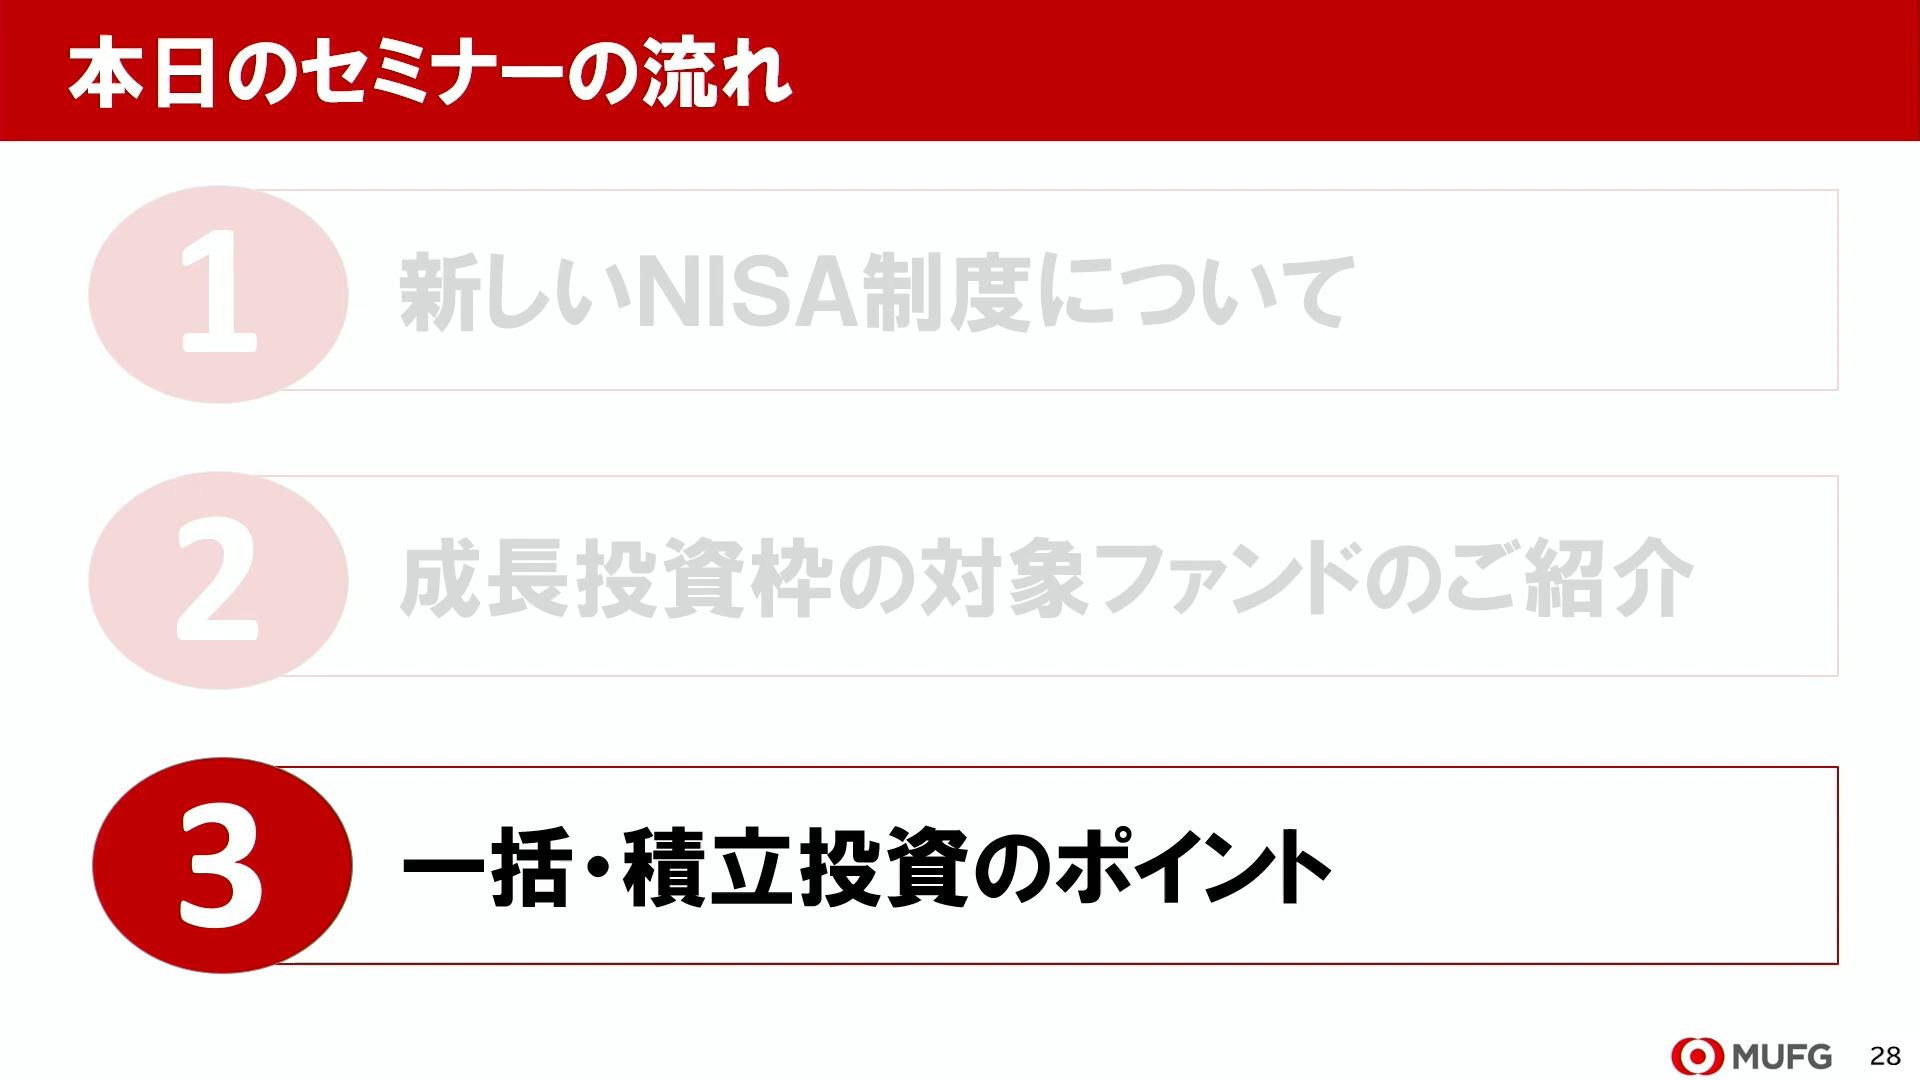 本日のセミナーの流れ
1
新しいNISA制度について
2
成長投資枠の対象ファンドのご紹介
3
一括・積立投資のポイント
MUFG
28